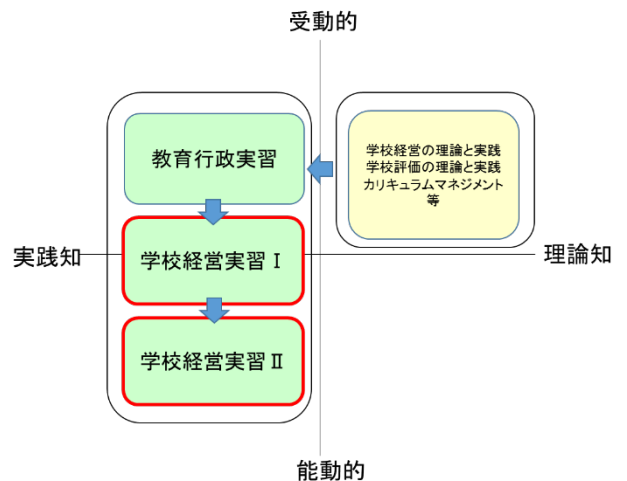 受動的
教育行政実習
学校経営の理論と実践
学校評価の理論と実践
カリキュラムマネジメント
等
実践知
学校経営実習Ⅰ
理論知
学校経営実習Ⅱ
能動的